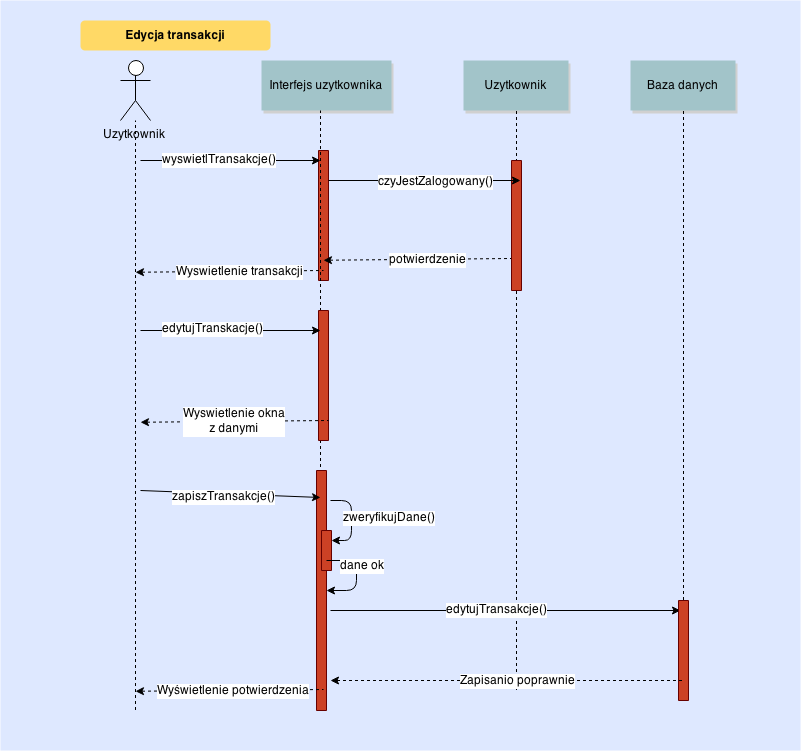 Edycja transakcji
Interfejs uzytkownika
Uzytkownik
Baza danych
Uzytkownik
wyswietlTransakcje()
czyJestZalogowany()
potwierdzenie
Wyswietlenie transakcji
edytujTranskacje()
Wyswietlenie okna
z danymi
zapiszTransakcje()
zweryfikujDane()
dane ok
edytujTransakcje()
Zapisanio poprawnie
Wyświetlenie potwierdzenia